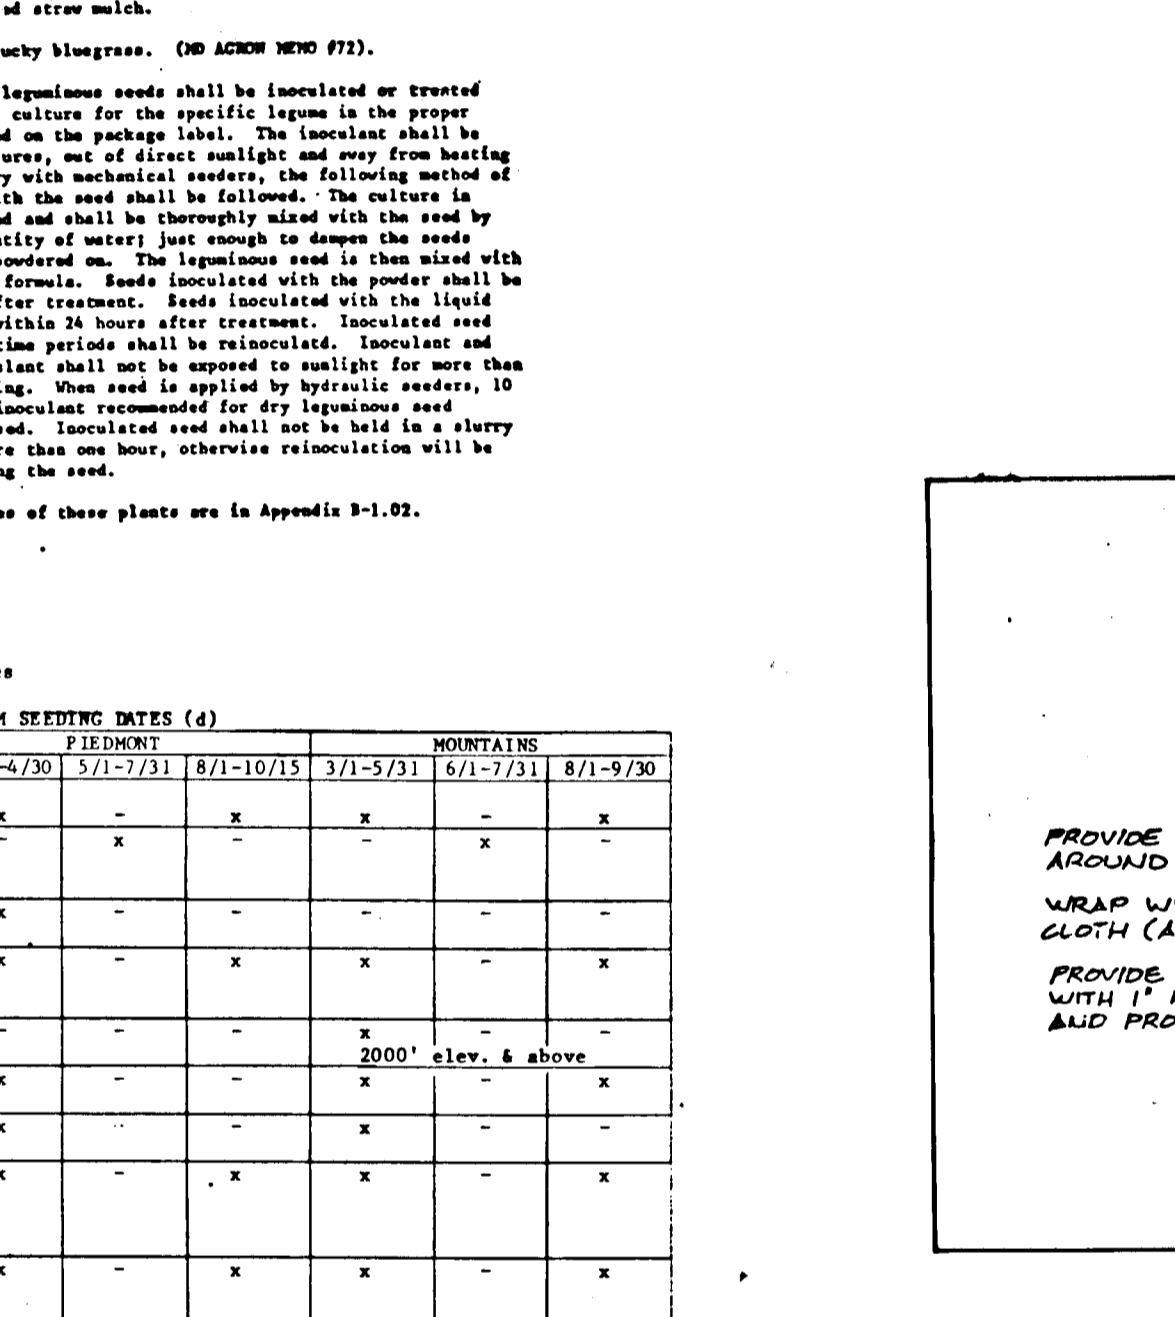 nd straw mulch.
ucky bluegrass. (MD AGRON MEMO #72).
leguminous seeds shall be inoculated or treated
culture for the specific legume in the proper
d on the package label. The inoculant shall be
ures, out of direct sunlight and away from heating
y with mechanical seeders, the following method of
ith the seed shall be followed. The culture is
d and shall be thoroughly mixed with the seed by
ntity of water; just enough to dampen the seeds
powdered on. The leguminous seed is then mixed with
formula. Seeds inoculated with the powder shall be
fter treatment. Seeds inoculated with the liquid
within 24 hours after treatment. Inoculated seed
time periods shall be reinoculatd. Inoculant and
ulant shall not be exposed to sunlight for more than
ing. When seed is applied by hydraulic seeders, 10
inoculant recommended for dry leguminous seed
sed. Inoculated seed shall not be held in a slurry
re than one hour, otherwise reinoculation will be
ng the seed.
es of these plants are in Appendix B-1.02.
s
M SEEDING DATES (d)
PIEDMONT MOUNTAINS
-4/30 5/1-7/31 8/1-10/15 3/1-5/31 6/1-7/31 8/1-9/30
x - x x - x
- x - - x -
x - - - - -
x - x x - x
- - - x - -
2000' elev. & above
x - - x - x
x - - x - -
x - x x - x
x - x x - x
PROVIDE
AROUND
WRAP W
CLOTH (A
PROVIDE
WITH 1"
AND PRO